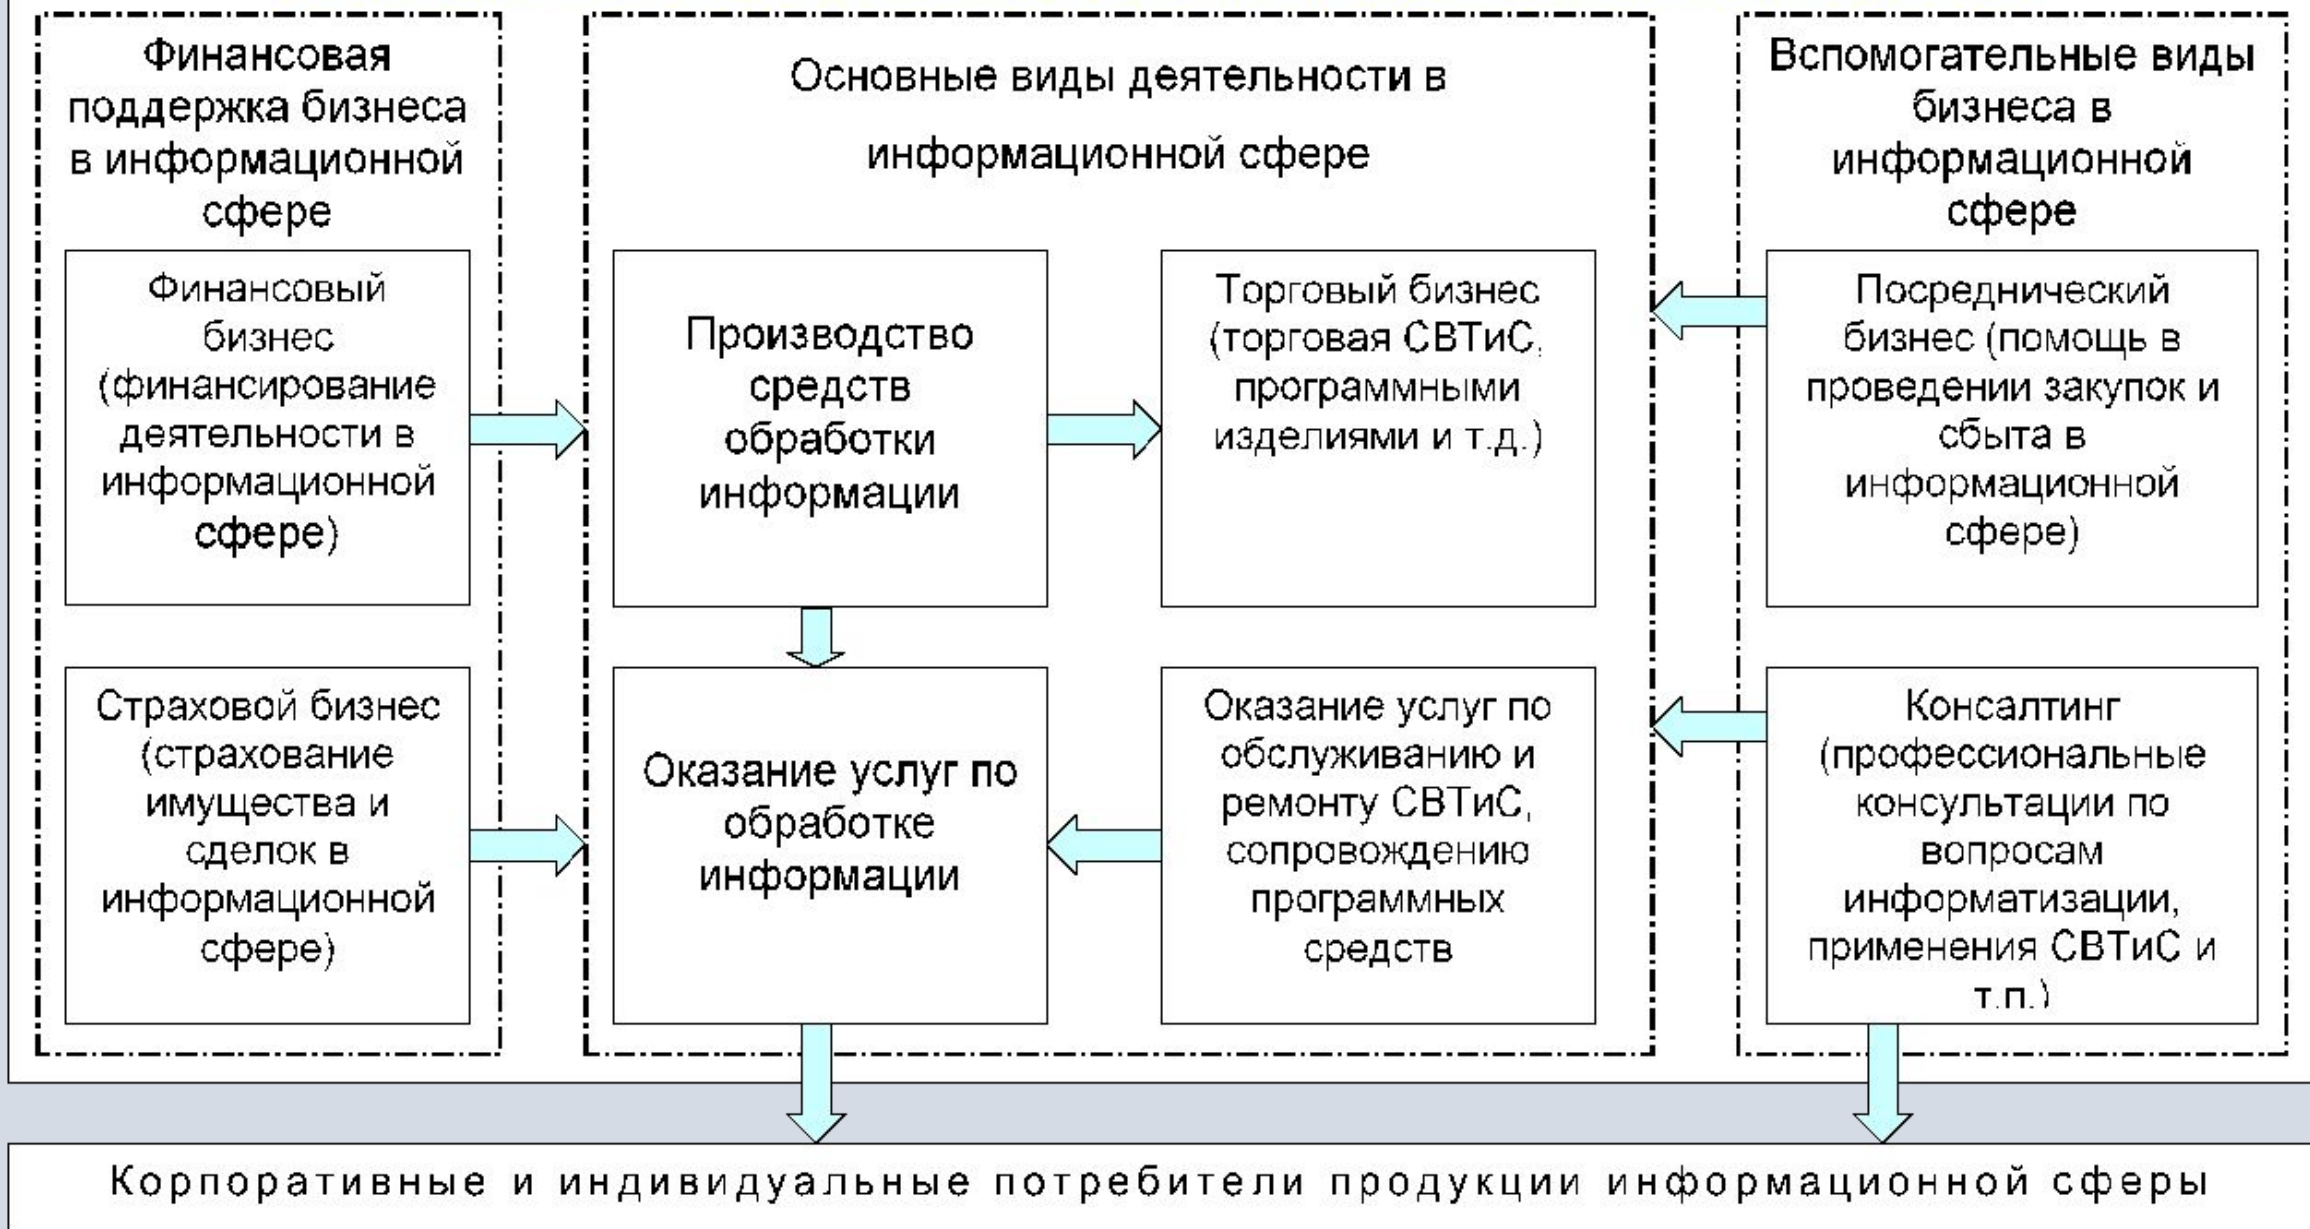 Финансовая
поддержка бизнеса
в информационной
сфере
Финансовый
бизнес
(финансирование
деятельности в
информационной
сфере)
Страховой бизнес
(страхование
имущества и
сделок в
информационной
сфере)
Основные виды деятельности в
информационной сфере
Производство
средств
обработки
информации
Торговый бизнес
(торговая СВТиС,
программными
изделиями и т.д.)
Оказание услуг по
обработке
информации
Оказание услуг по
обслуживанию и
ремонту СВТиС,
сопровождению
программных
средств
Вспомогательные виды
бизнеса в
информационной
сфере
Посреднический
бизнес (помощь в
проведении закупок и
сбыта в
информационной
сфере)
Консалтинг
(профессиональные
консультации по
вопросам
информатизации,
применения СВТиС и
т.п.)
Корпоративные и индивидуальные потребители продукции информационной сферы